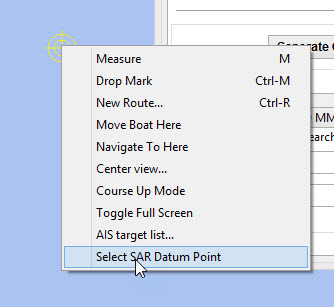 Generate
Measure M
Drop Mark Ctrl-M
New Route... Ctrl-R
Move Boat Here
MM
Navigate To Here
earch
Center view...
Course Up Mode
Toggle Full Screen
AIS target list...
Select SAR Datum Point